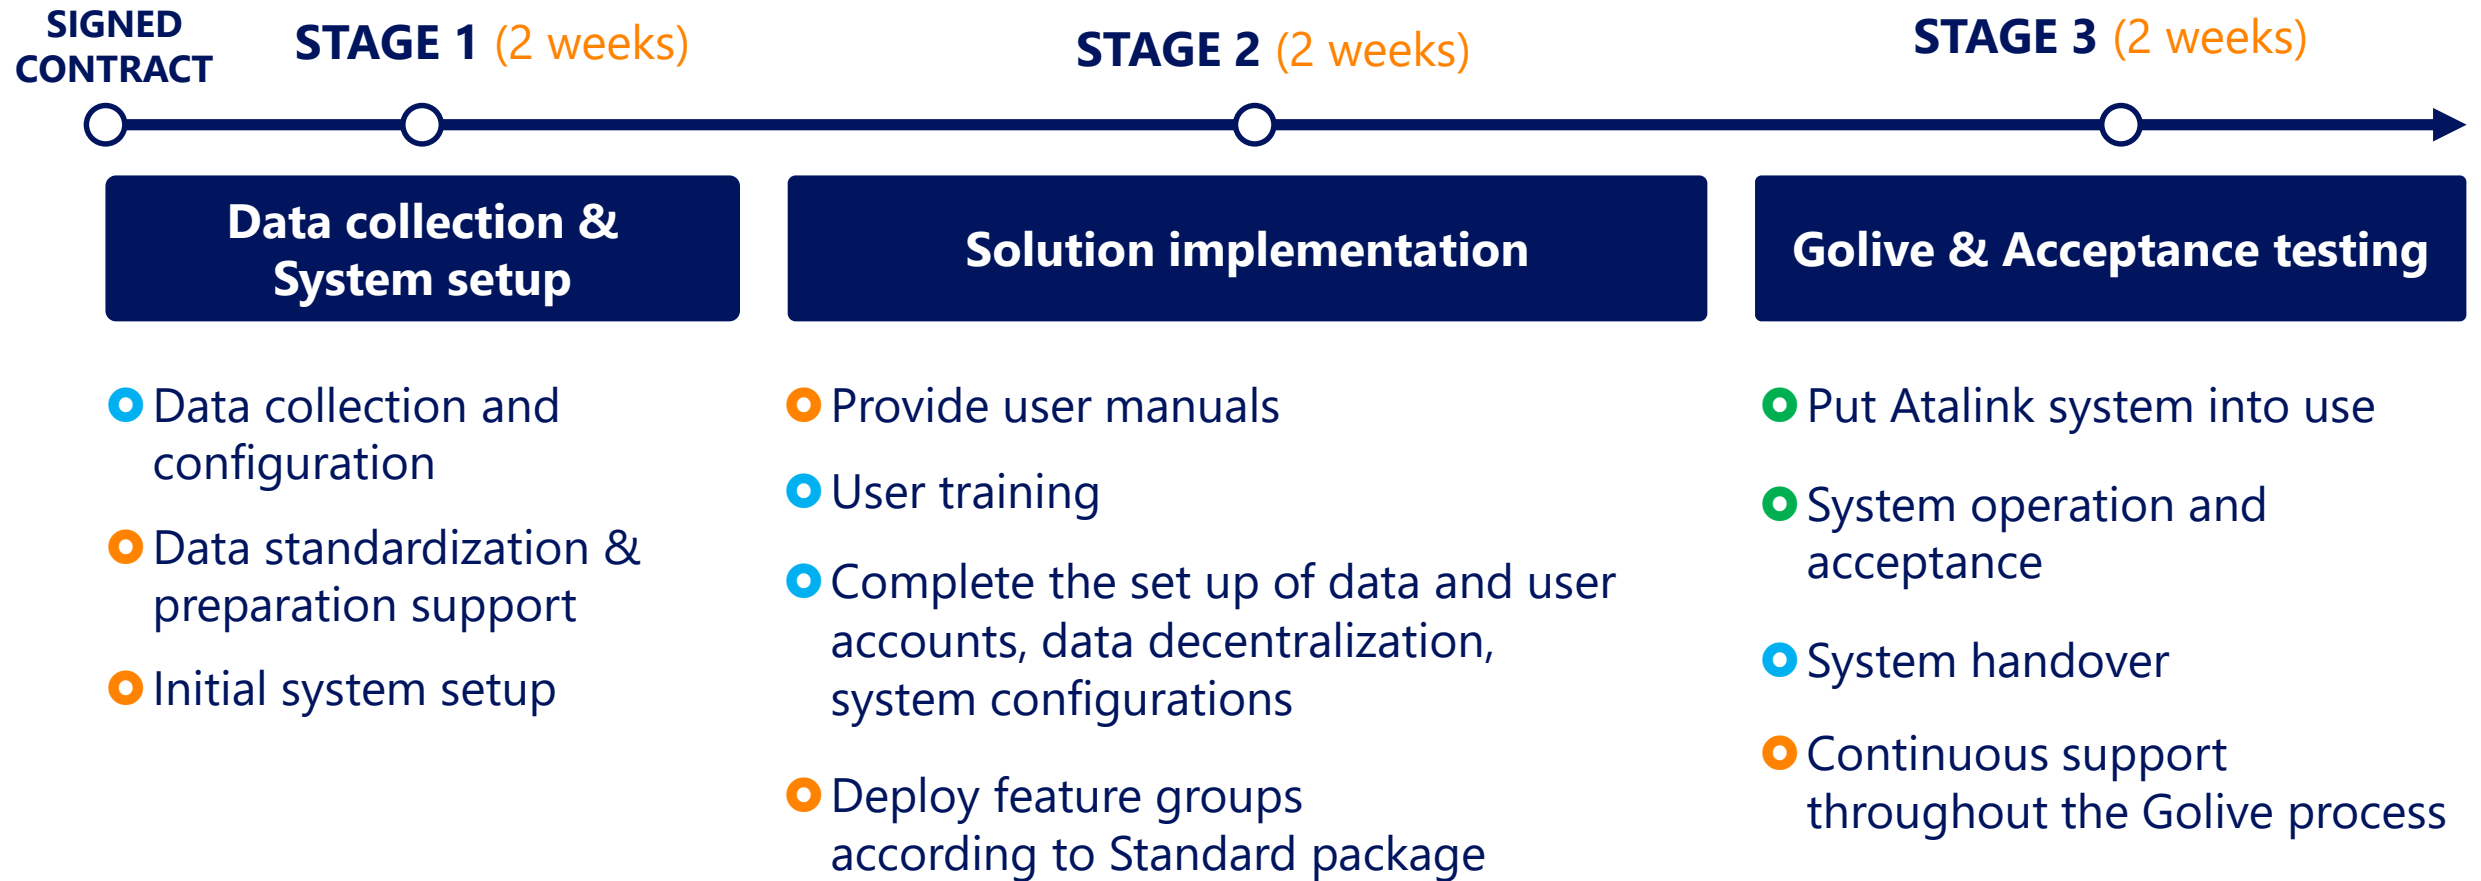 SIGNED
CONTRACT
STAGE 1 (2 weeks)
STAGE 2 (2 weeks)
STAGE 3 (2 weeks)
Data collection &
System setup
Solution implementation
Golive & Acceptance testing
Data collection and
configuration
Data standardization &
preparation support
Initial system setup
Provide user manuals
User training
Complete the set up of data and user
accounts, data decentralization,
system configurations
Deploy feature groups
according to Standard package
Put Atalink system into use
System operation and
acceptance
System handover
Continuous support
throughout the Golive process